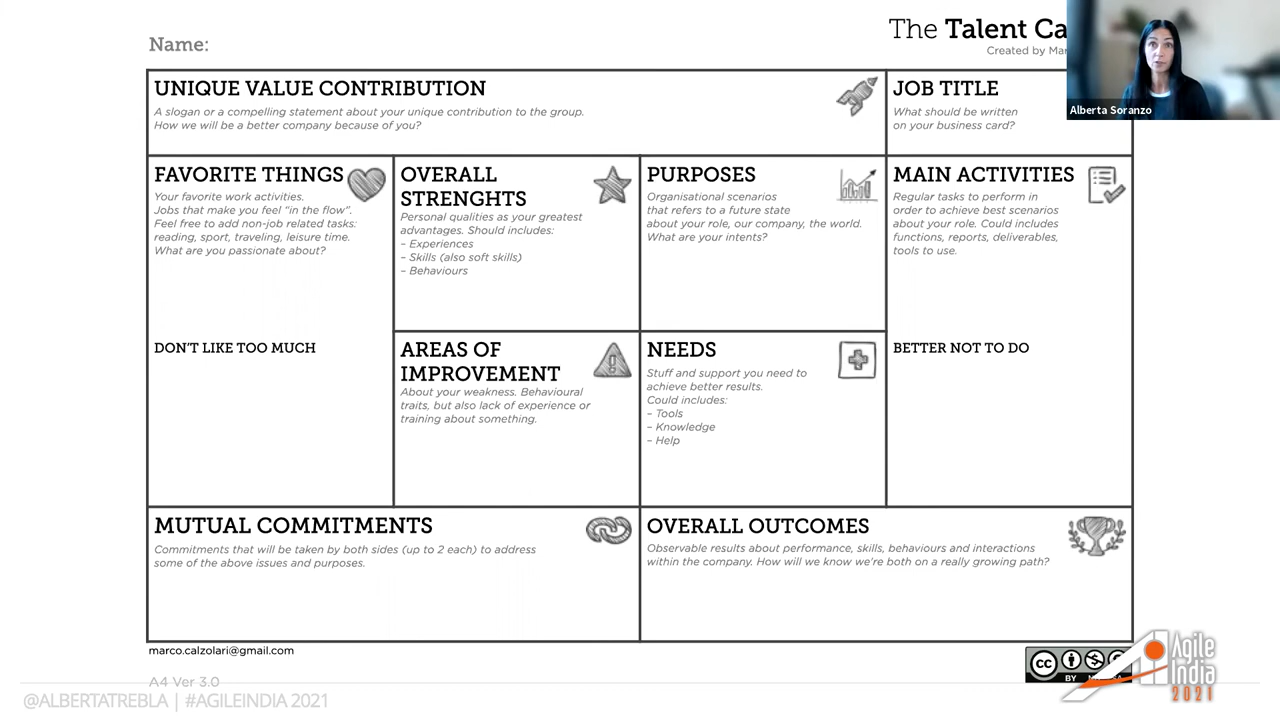 The Talent Ca
Created by Mar
Name:
UNIQUE VALUE CONTRIBUTION
A slogan or a compelling statement about your unique contribution to the group.
How we will be a better company because of you?
JOB TITLE
What should be written
on your business card?
Alberta Soranzo
FAVORITE THINGS
Your favorite work activities.
Jobs that make you feel “in the flow”.
Feel free to add non-job related tasks:
reading, sport, traveling, leisure time.
What are you passionate about?
DON'T LIKE TOO MUCH
OVERALL
STRENGHTS
Personal qualities as your greatest
advantages. Should includes:
– Experiences
– Skills (also soft skills)
– Behaviours
AREAS OF
IMPROVEMENT
About your weakness. Behavioural
traits, but also lack of experience or
training about something.
PURPOSES
Organisational scenarios
that refers to a future state
about your role, our company, the world.
What are your intents?
NEEDS
Stuff and support you need to
achieve better results.
Could includes:
– Tools
– Knowledge
– Help
MAIN ACTIVITIES
Regular tasks to perform in
order to achieve best scenarios
about your role. Could includes
functions, reports, deliverables,
tools to use.
BETTER NOT TO DO
MUTUAL COMMITMENTS
Commitments that will be taken by both sides (up to 2 each) to address
some of the above issues and purposes.
OVERALL OUTCOMES
Observable results about performance, skills, behaviours and interactions
within the company. How will we know we're both on a really growing path?
marco.calzolari@gmail.com
A4 Ver 3.0
@ALBERTATREBLA | #AGILEINDIA 2021
cc
BY
Agile
India
2021